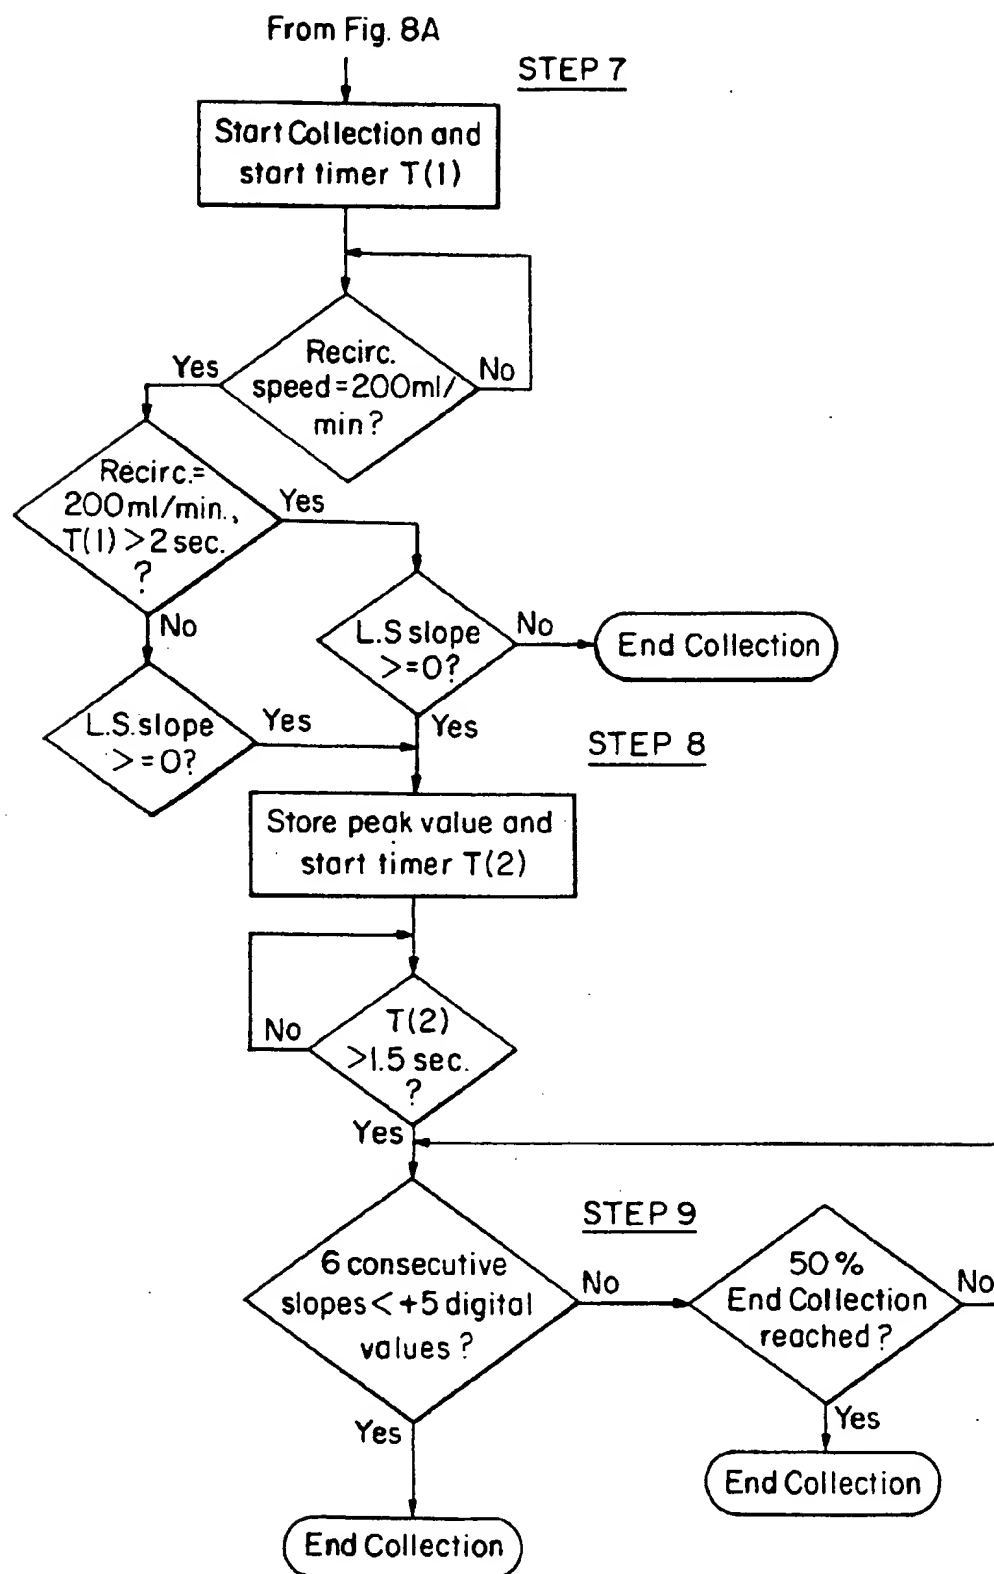 From Fig. 8A
STEP 7
Start Collection and
start timer T(1)
Recirc.
speed=200ml/
min?
Yes
No
Recirc.=
200ml/min.,
T(1)>2 sec.
?
Yes
No
L.S slope
>=0?
No
End Collection
Yes
L.S.slope
>=0?
Yes
STEP 8
Store peak value and
start timer T(2)
T(2)
>1.5 sec.
?
No
Yes
STEP 9
6 consecutive
slopes<+5 digital
values?
No
50%
End Collection
reached?
No
Yes
End Collection
Yes
End Collection